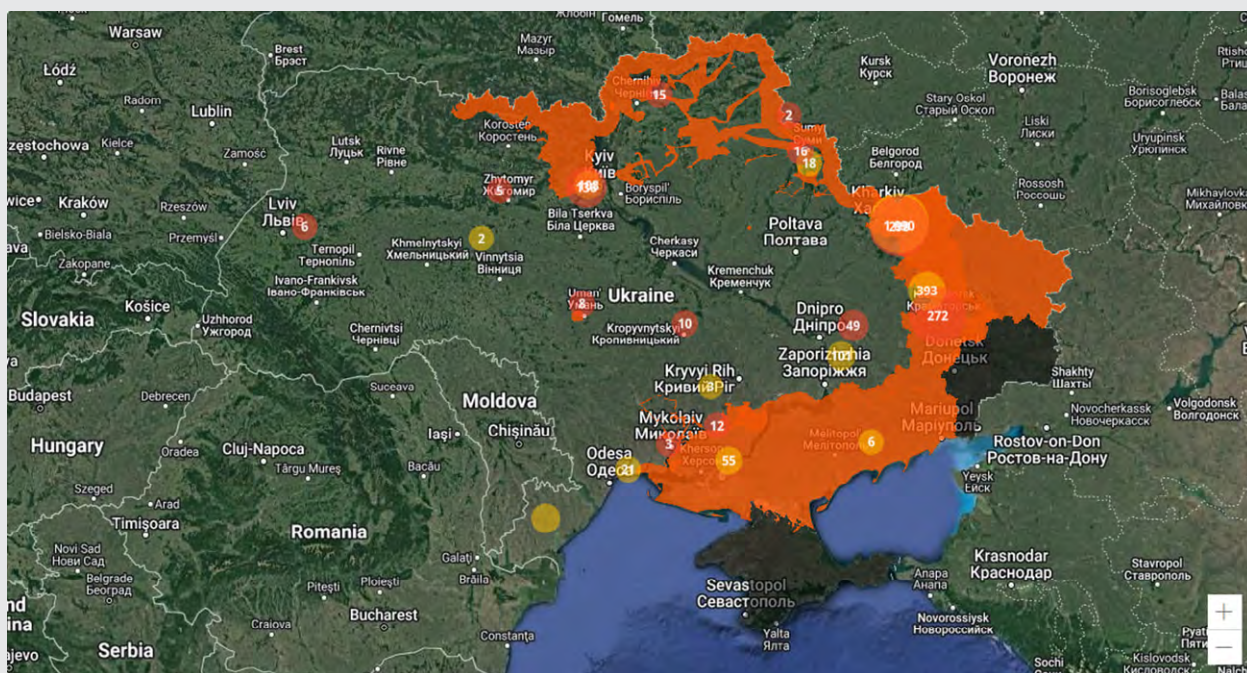 Жлобін
Гомель
Warsaw
Brest
Брэст
Mazyr
Мазыр
Kursk
Курск
Voronezh
Воронеж
Łódź
Radom
Lublin
Chernihiv
15
Stary Oskol
Старый Оскол
Borisoglebsk
Борисоглебск
Liski
Лиски
2
Sumy
Суми
Korosten
Коростень
Lutsk
Луцьк
Rivne
Рівне
Kielce
Zamość
Uryupinsk
Урюпинск
Belgorod
Белгород
16
18
Kyiv
Zhytomyr
Житомир
5
Boryspil'
Бориспіль
Rossosh
Россошь
Mikhaylovka
Михайловка
Kraków
Rzeszów
Lviv
Львів
6
Kharkiv
Bila Tserkva
Біла Церква
Poltava
Полтава
Bielsko-Biała
Przemyśl
Ternopil
Тернопіль
Khmelnytskyi
Хмельницький
2
Vinnytsia
Вінниця
Cherkasy
Черкаси
Zakopane
Ivano-Frankivsk
Івано-Франківськ
Kremenchuk
Кременчук
393
Košice
Uman'
Умань
8
Ukraine
Slovakia
Uzhhorod
Ужгород
Chernivtsi
Чернівці
10
Kropyvnytskyi
Кропивницький
Dnipro
Дніпро
49
272
Donetsk
Донецьк
Zaporizhzhia
Запоріжжя
Kryvyi Rih
Кривий Ріг
Shakhty
Шахты
Budapest
Debrecen
Suceava
Moldova
Volgodonsk
Волгодонск
Novocherkassk
Новочеркасск
Mykolaiv
Миколаїв
12
Mariupol
Маріуполь
Hungary
Oradea
Cluj-Napoca
Iași
Chișinău
3
Kherson
Херсон
55
Melitopol'
Мелітополь
6
Rostov-on-Don
Ростов-на-Дону
Odesa
Одеса
21
Târgu Mureș
Bacău
Yeysk
Ейск
Szeged
Arad
Timișoara
Romania
Novi Sad
Нови Сад
Galați
Brăila
Krasnodar
Краснодар
Stavropol
Ставрополь
Belgrade
Београд
Pitești
Ploiești
Sevastopol
Севастополь
Anapa
Анапа
Bucharest
Novorossiysk
Новороссийск
Craiova
Constanța
Yalta
Ялта
Serbia
Sochi
Kislovodsk
Кисловодск
+
−